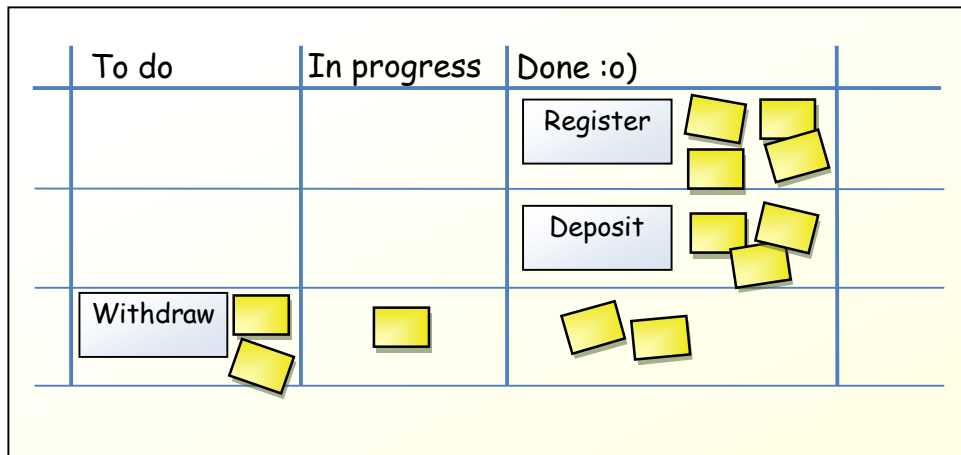 To do
In progress
Done :o)
Register
Deposit
Withdraw